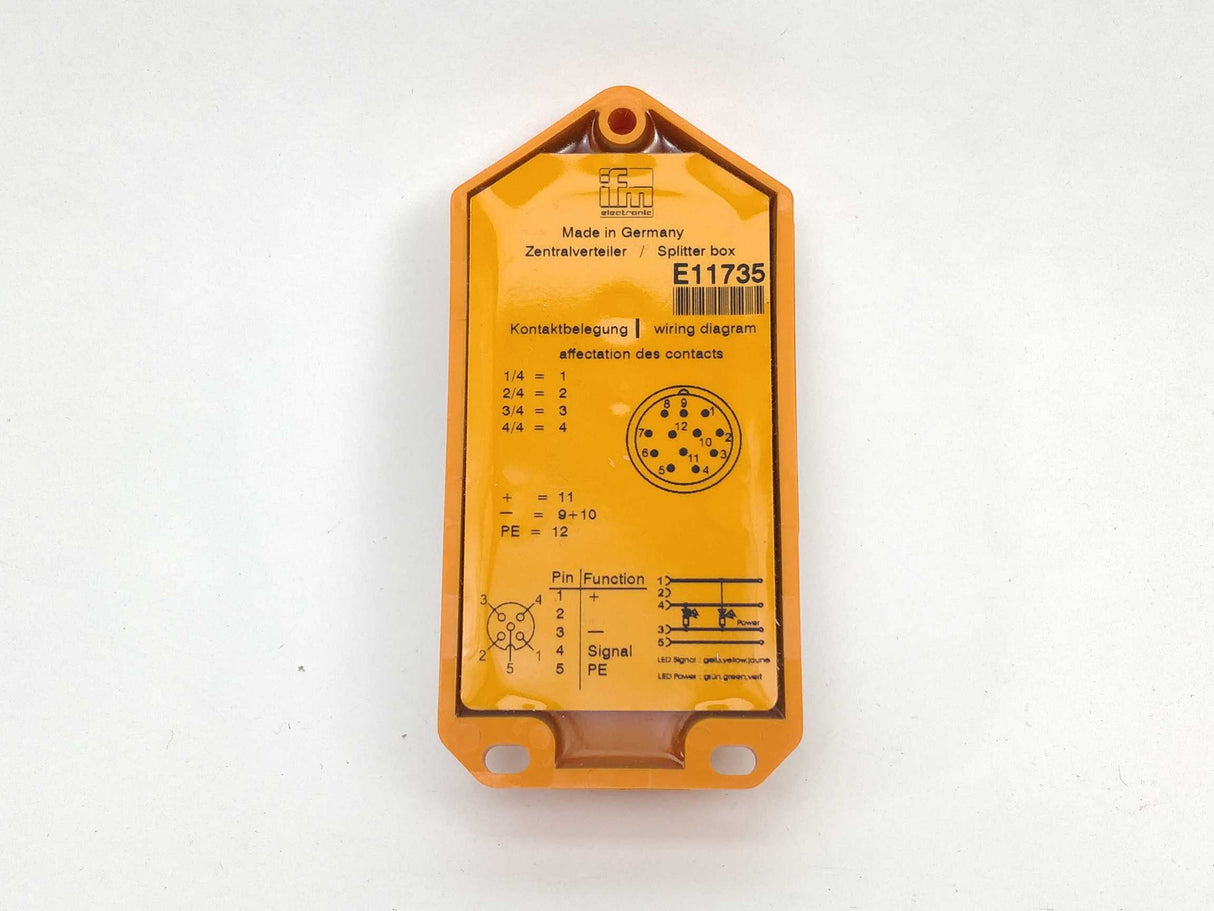 ifm
electronic
Made in Germany
Zentralverteiler / Splitter box
E11735
Kontaktbelegung | wiring diagram
affectation des contacts
1/4 = 1
2/4 = 2
3/4 = 3
4/4 = 4
8 9 1
7 12 10 2
6 11 3
5 4
+ = 11
— = 9+10
PE = 12
3 4
2 5 1
Pin Function
1 +
2
3 —
4 Signal
5 PE
1
2
4
Power
3
5
LED Signal : gelb,yellow,jaune
LED Power : grün,green,vert